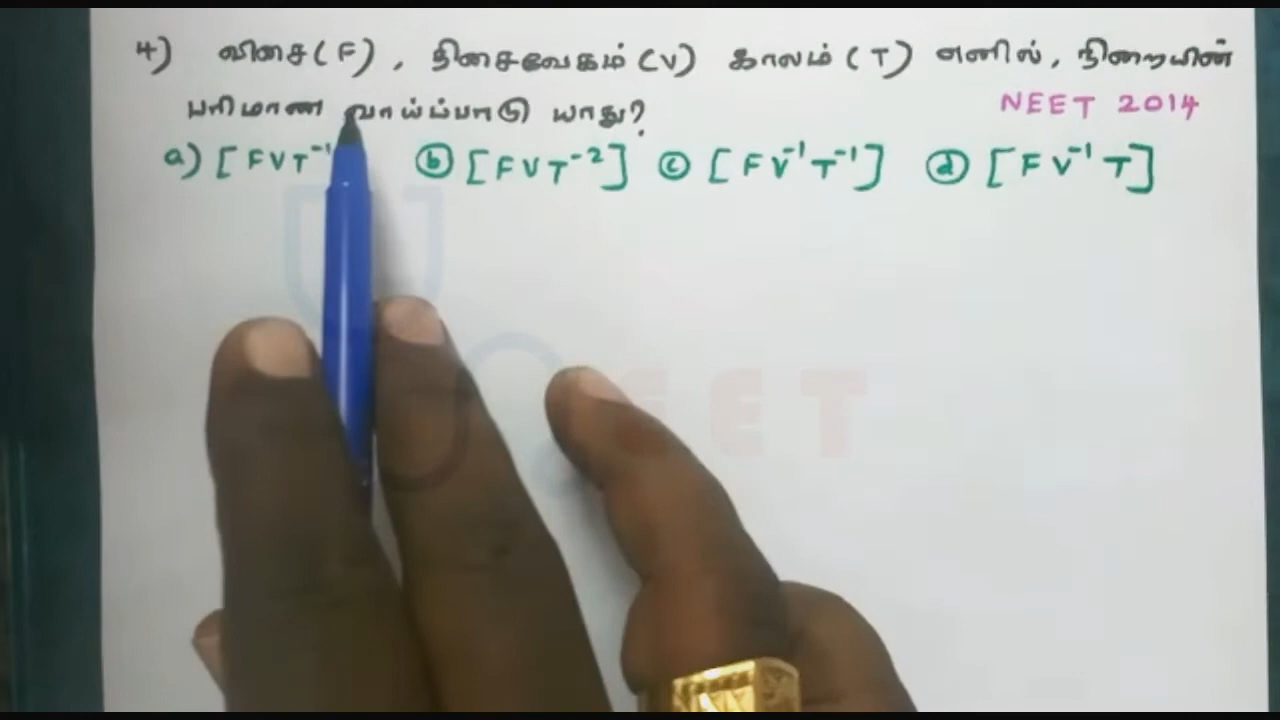 4) விசை(F), திசைவேகம்(V) காலம்(T) எனில், நிறையின்
பரிமாண வாய்ப்பாடு யாது?
NEET 2014
a) [FVT⁻¹ ⓑ [FVT⁻²] ⓒ [FV⁻¹T⁻¹] ⓓ [FV⁻¹T]